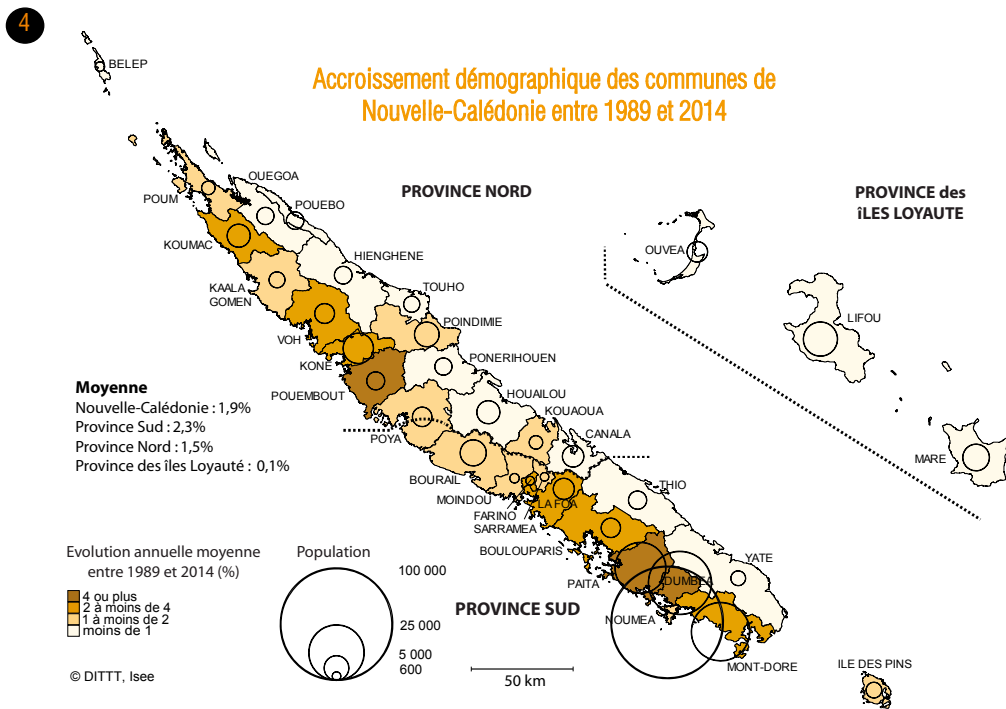 4
BELEP
Accroissement démographique des communes de
Nouvelle-Calédonie entre 1989 et 2014
OUEGOA
PROVINCE NORD
PROVINCE des
îLES LOYAUTE
POUM
POUEBO
KOUMAC
HIENGHENE
OUVEA
KAALA
GOMEN
TOUHO
LIFOU
POINDIMIE
VOH
KONE
PONERIHOUEN
Moyenne
Nouvelle-Calédonie : 1,9%
Province Sud : 2,3%
Province Nord : 1,5%
Province des îles Loyauté : 0,1%
POUEMBOUT
HOUAILOU
KOUAOUA
POYA
CANALA
MARE
BOURAIL
MOINDOU
THIO
LA FOA
FARINO
SARRAMEA
BOULOUPARIS
YATE
PAITA
DUMBEA
NOUMEA
MONT-DORE
ILE DES PINS
PROVINCE SUD
Evolution annuelle moyenne
entre 1989 et 2014 (%)
4 ou plus
2 à moins de 4
1 à moins de 2
moins de 1
Population
100 000
25 000
5 000
600
50 km
© DITTT, Isee